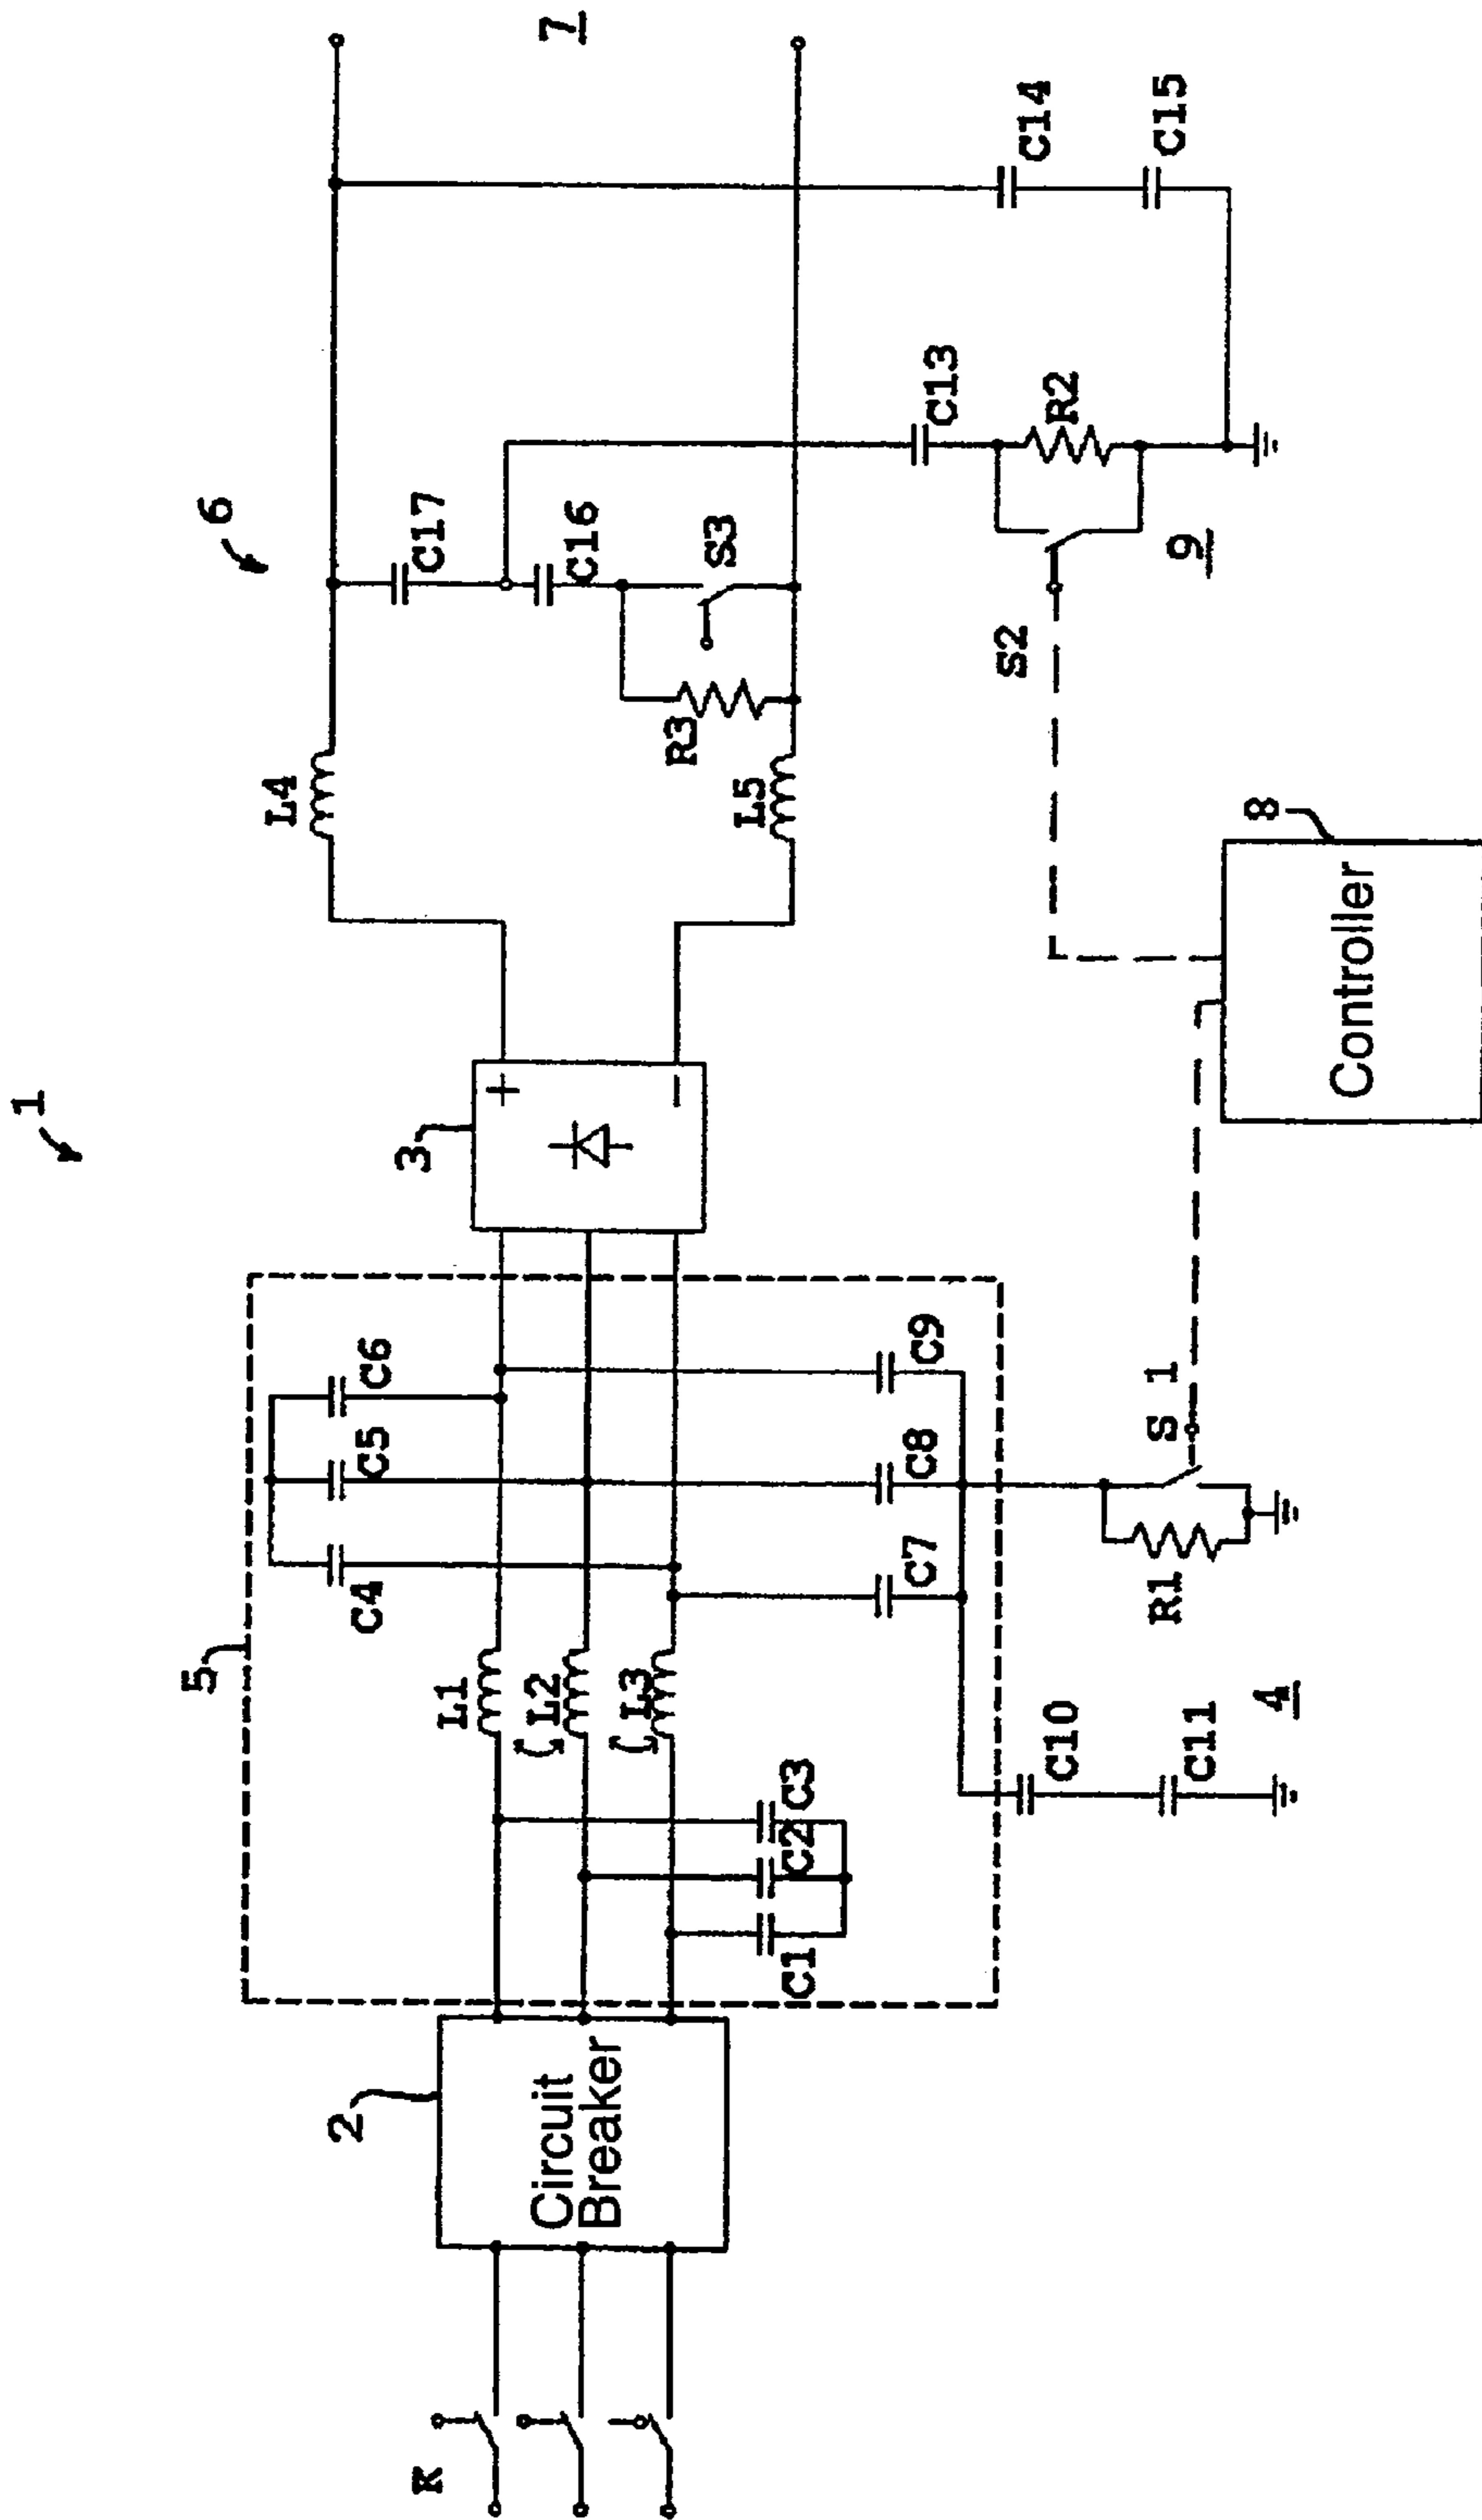 1
K
2
Circuit
Breaker
5
C4
C5
C6
L1
L2
L3
C1
C2
C3
C7
C8
C9
C10
C11
4
R1
S 1
3
+
−
L4
L5
6
C17
C16
R3
S3
C13
R2
S2
9
C14
C15
7
Controller
8